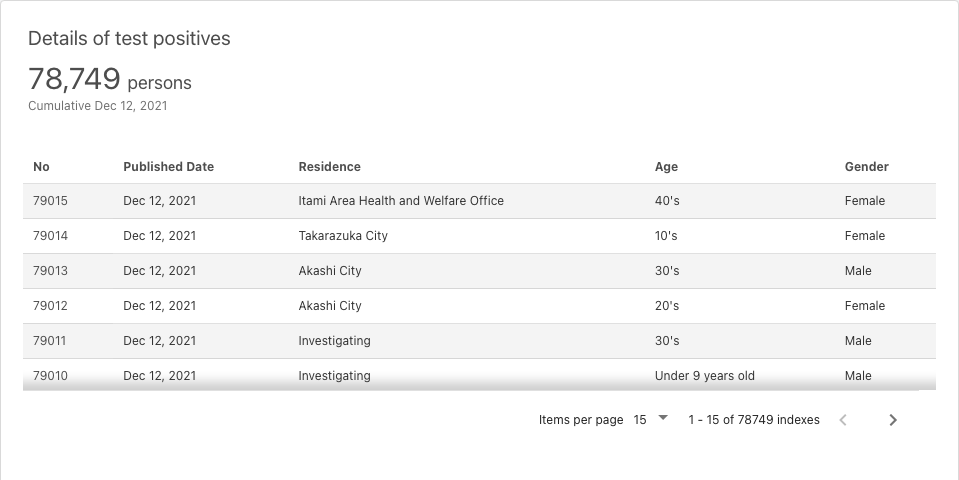 Details of test positives
78,749 persons
Cumulative Dec 12, 2021
No Published Date Residence Age Gender
79015 Dec 12, 2021 Itami Area Health and Welfare Office 40's Female
79014 Dec 12, 2021 Takarazuka City 10's Female
79013 Dec 12, 2021 Akashi City 30's Male
79012 Dec 12, 2021 Akashi City 20's Female
79011 Dec 12, 2021 Investigating 30's Male
79010 Dec 12, 2021 Investigating Under 9 years old Male
Items per page 15 1 - 15 of 78749 indexes